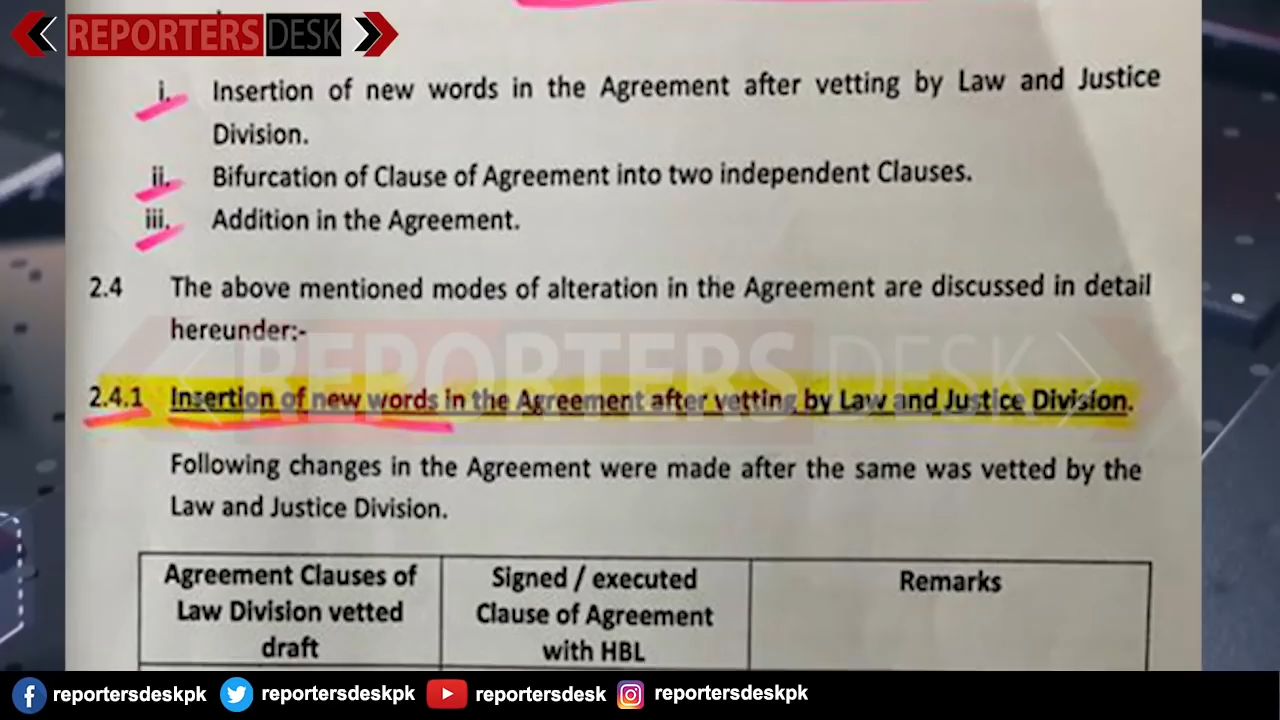 REPORTERS DESK
i. Insertion of new words in the Agreement after vetting by Law and Justice
Division.
ii. Bifurcation of Clause of Agreement into two independent Clauses.
iii. Addition in the Agreement.
2.4 The above mentioned modes of alteration in the Agreement are discussed in detail
hereunder:-
REPORTERS DESK
2.4.1 Insertion of new words in the Agreement after vetting by Law and Justice Division.
Following changes in the Agreement were made after the same was vetted by the
Law and Justice Division.
Agreement Clauses of
Law Division vetted
draft
Signed / executed
Clause of Agreement
with HBL
Remarks
reportersdeskpk reportersdeskpk reportersdesk reportersdeskpk